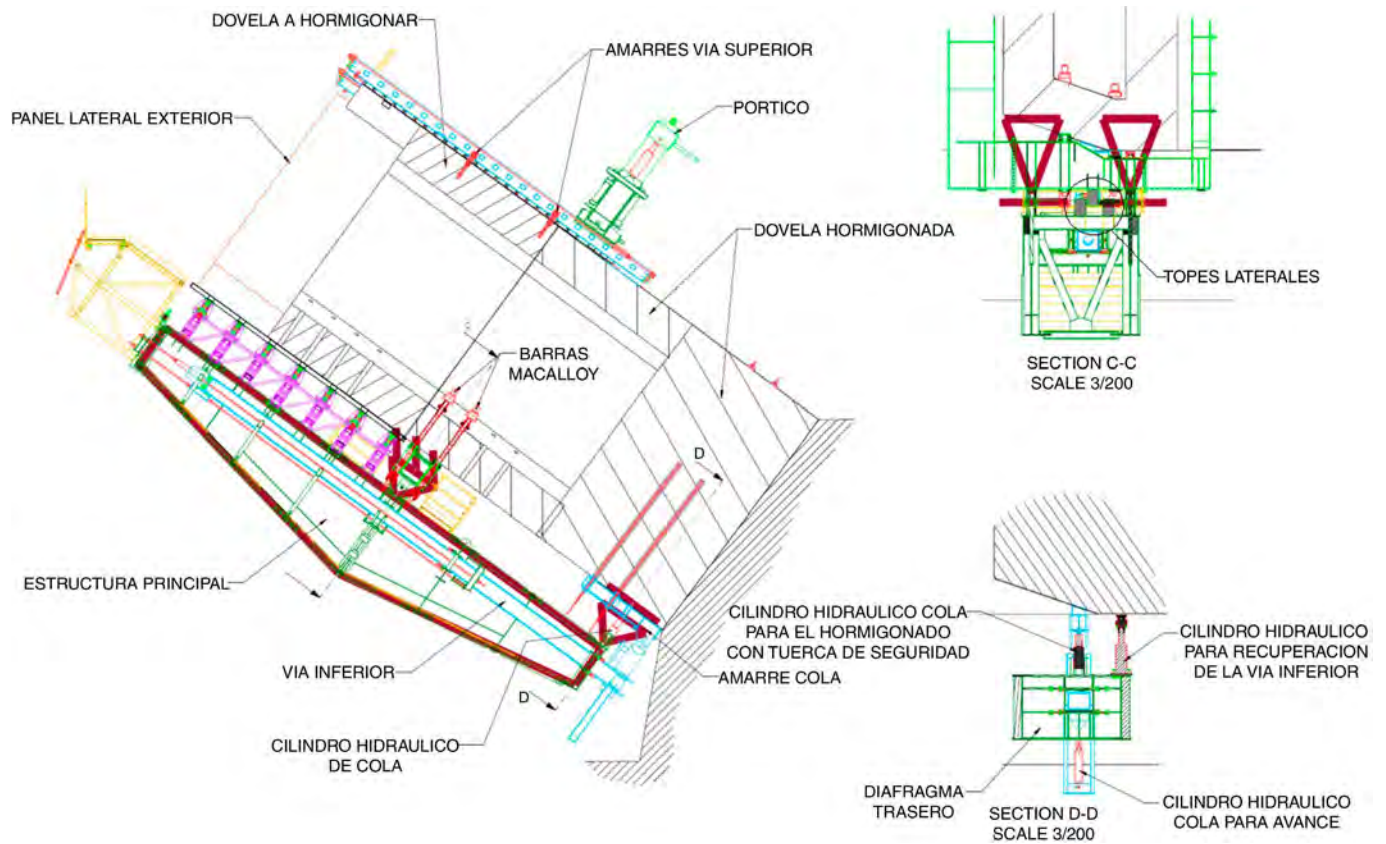 DOVELA A HORMIGONAR
AMARRES VIA SUPERIOR
PANEL LATERAL EXTERIOR
PORTICO
DOVELA HORMIGONADA
BARRAS
MACALLOY
D
ESTRUCTURA PRINCIPAL
VIA INFERIOR
D
CILINDRO HIDRAULICO
DE COLA
AMARRE COLA
TOPES LATERALES
SECTION C-C
SCALE 3/200
CILINDRO HIDRAULICO COLA
PARA EL HORMIGONADO
CON TUERCA DE SEGURIDAD
CILINDRO HIDRAULICO
PARA RECUPERACION
DE LA VIA INFERIOR
DIAFRAGMA
TRASERO
SECTION D-D
SCALE 3/200
CILINDRO HIDRAULICO
COLA PARA AVANCE